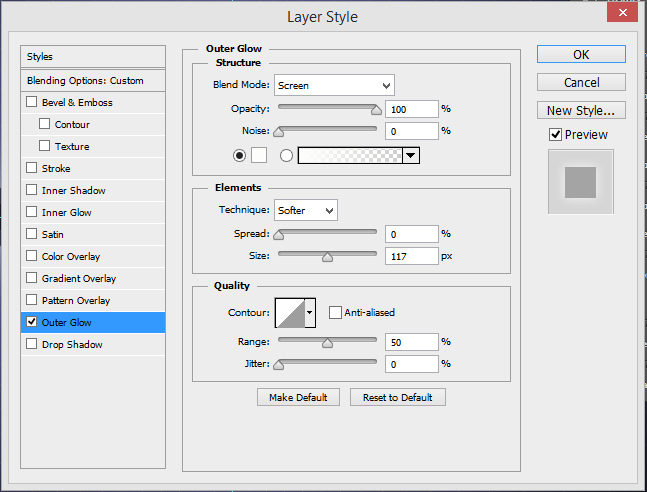 Layer Style
Styles
Blending Options: Custom
Bevel & Emboss
Contour
Texture
Stroke
Inner Shadow
Inner Glow
Satin
Color Overlay
Gradient Overlay
Pattern Overlay
Outer Glow
Drop Shadow
Outer Glow
Structure
Blend Mode: Screen
Opacity: 100 %
Noise: 0 %
Elements
Technique: Softer
Spread: 0 %
Size: 117 px
Quality
Contour: Anti-aliased
Range: 50 %
Jitter: 0 %
Make Default Reset to Default
OK
Cancel
New Style...
Preview